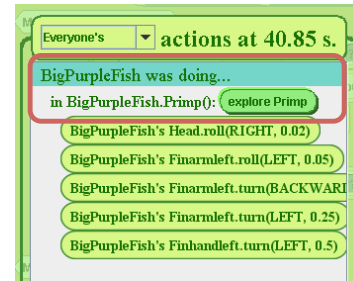 Everyone's actions at 40.85 s.
BigPurpleFish was doing...
in BigPurpleFish.Primp(): explore Primp
BigPurpleFish's Head.roll(RIGHT, 0.02)
BigPurpleFish's Finarmleft.roll(LEFT, 0.05)
BigPurpleFish's Finarmleft.turn(BACKWARI
BigPurpleFish's Finarmleft.turn(LEFT, 0.25)
BigPurpleFish's Finhandleft.turn(LEFT, 0.5)